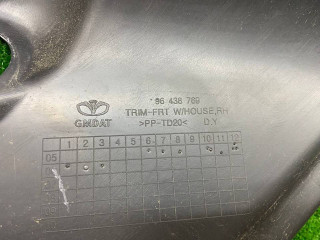 96 438 769
GMDAT TRIM-FRT W/HOUSE,RH
>PP-TD20< D.Y
1 2 3 4 5 6 7 8 9 10 11 12
05